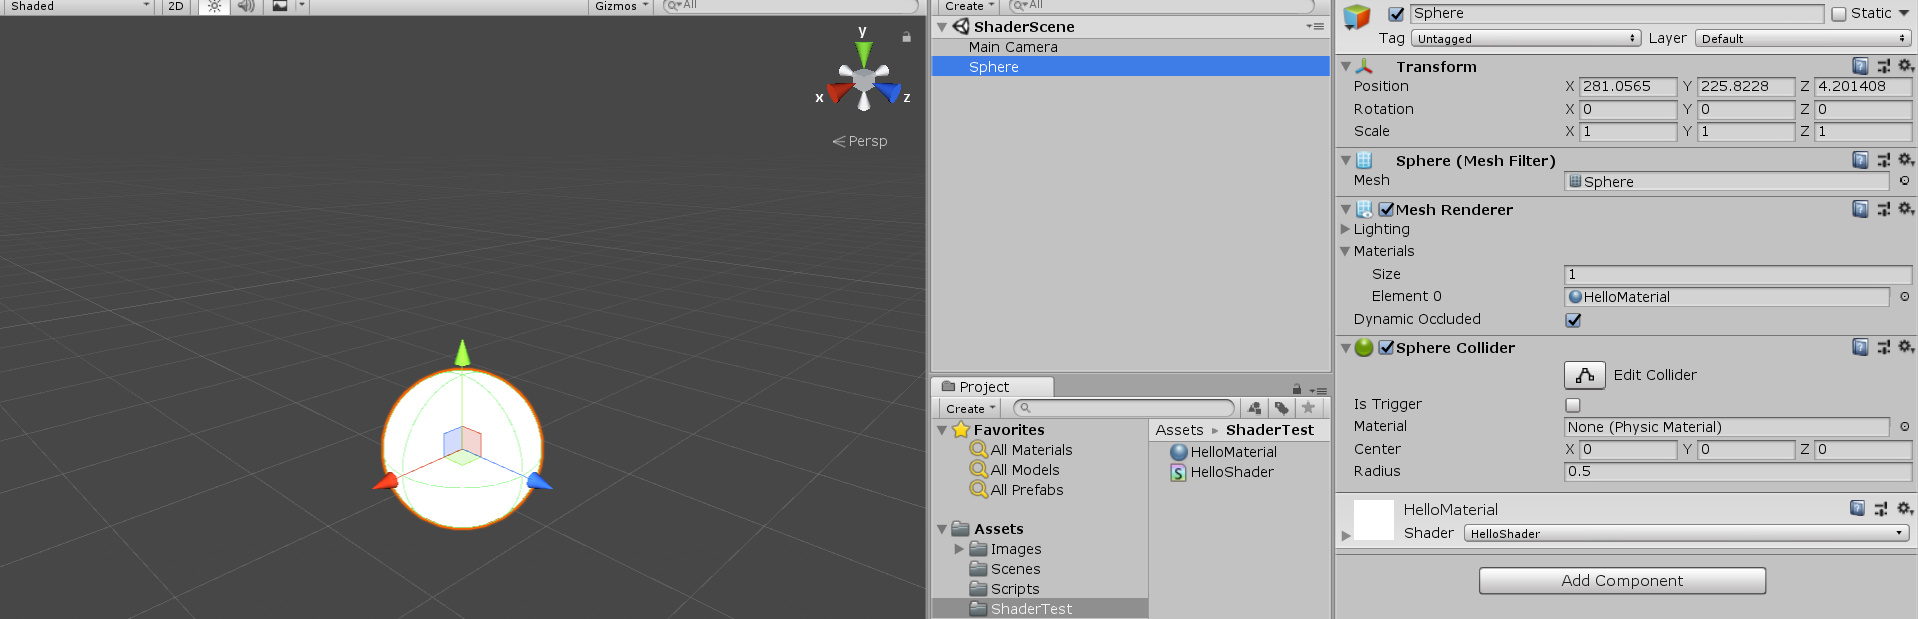 Shaded
2D
Gizmos
All
y
x
z
Persp
Create
All
ShaderScene
Main Camera
Sphere
Project
Create
Favorites
All Materials
All Models
All Prefabs
Assets
Images
Scenes
Scripts
ShaderTest
Assets ▸ ShaderTest
HelloMaterial
HelloShader
Sphere
Static
Tag Untagged Layer Default
Transform
Position X 281.0565 Y 225.8228 Z 4.201408
Rotation X 0 Y 0 Z 0
Scale X 1 Y 1 Z 1
Sphere (Mesh Filter)
Mesh Sphere
Mesh Renderer
Lighting
Materials
Size 1
Element 0 HelloMaterial
Dynamic Occluded
Sphere Collider
Edit Collider
Is Trigger
Material None (Physic Material)
Center X 0 Y 0 Z 0
Radius 0.5
HelloMaterial
Shader HelloShader
Add Component